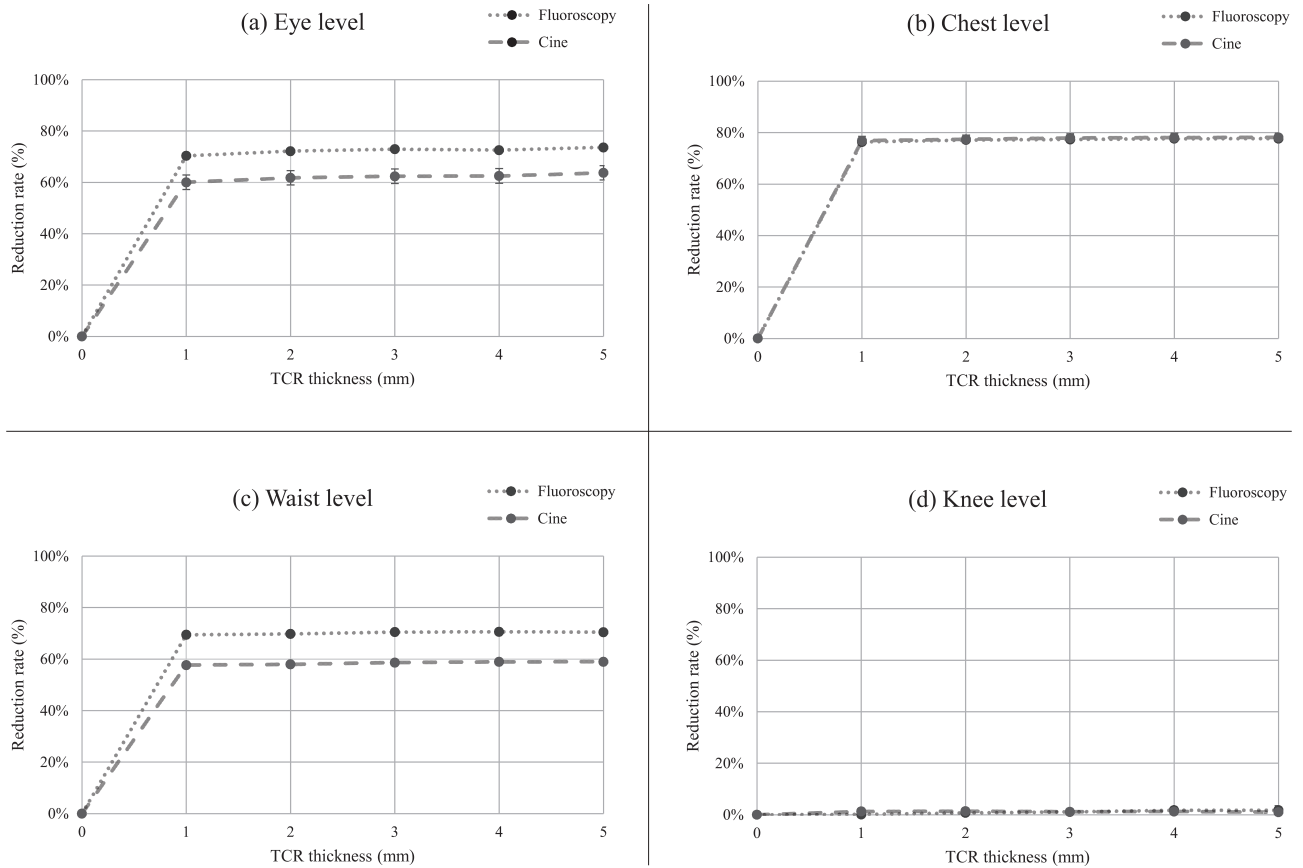 (a) Eye level
Fluoroscopy
Cine
100%
80%
60%
40%
20%
0%
Reduction rate (%)
0 1 2 3 4 5
TCR thickness (mm)
(b) Chest level
Fluoroscopy
Cine
100%
80%
60%
40%
20%
0%
Reduction rate (%)
0 1 2 3 4 5
TCR thickness (mm)
(c) Waist level
Fluoroscopy
Cine
100%
80%
60%
40%
20%
0%
Reduction rate (%)
0 1 2 3 4 5
TCR thickness (mm)
(d) Knee level
Fluoroscopy
Cine
100%
80%
60%
40%
20%
0%
Reduction rate (%)
0 1 2 3 4 5
TCR thickness (mm)